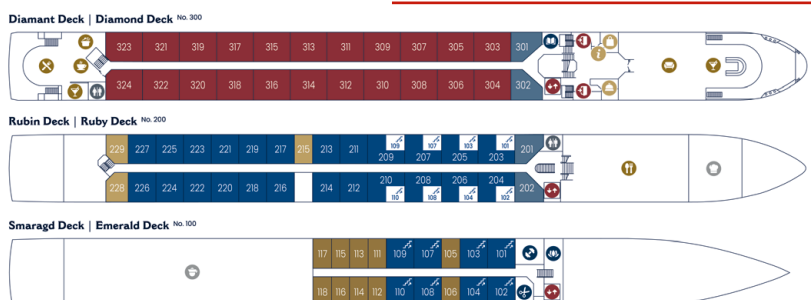 Diamant Deck | Diamond Deck No. 300
323 321 319 317 315 313 311 309 307 305 303 301
324 322 320 318 316 314 312 310 308 306 304 302
Rubin Deck | Ruby Deck No. 200
109 107 103 101
229 227 225 223 221 219 217 215 213 211 209 207 205 203 201
228 226 224 222 220 218 216 214 212 210 208 206 204 202
110 108 104 102
Smaragd Deck | Emerald Deck No. 100
117 115 113 111 109 107 105 103 101
118 116 114 112 110 108 106 104 102